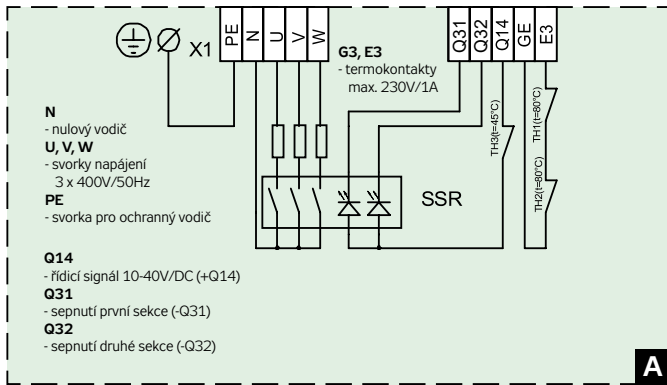 X1
PE
N
U
V
W
Q31
Q32
Q14
GE
E3
G3, E3
- termokontakty
max. 230V/1A
N
- nulový vodič
U, V, W
- svorky napájení
3 x 400V/50Hz
PE
- svorka pro ochranný vodič
TH3(t=45°C)
TH1(t=80°C)
TH2(t=80°C)
SSR
Q14
- řídicí signál 10-40V/DC (+Q14)
Q31
- sepnutí první sekce (-Q31)
Q32
- sepnutí druhé sekce (-Q32)
A